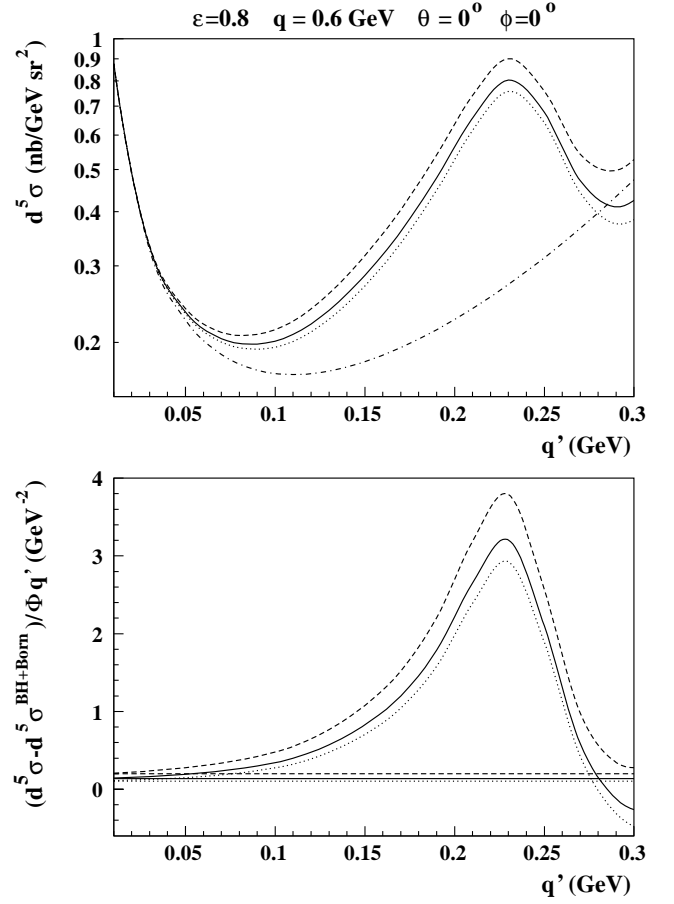 ε=0.8 q = 0.6 GeV θ = 0° ϕ=0°
d⁵σ (nb/GeV sr²)
1
0.9
0.8
0.7
0.6
0.5
0.4
0.3
0.2
0.05 0.1 0.15 0.2 0.25 0.3
q' (GeV)
(d⁵σ-d⁵σ^BH+Born)/Φq' (GeV⁻²)
4
3
2
1
0
0.05 0.1 0.15 0.2 0.25 0.3
q' (GeV)